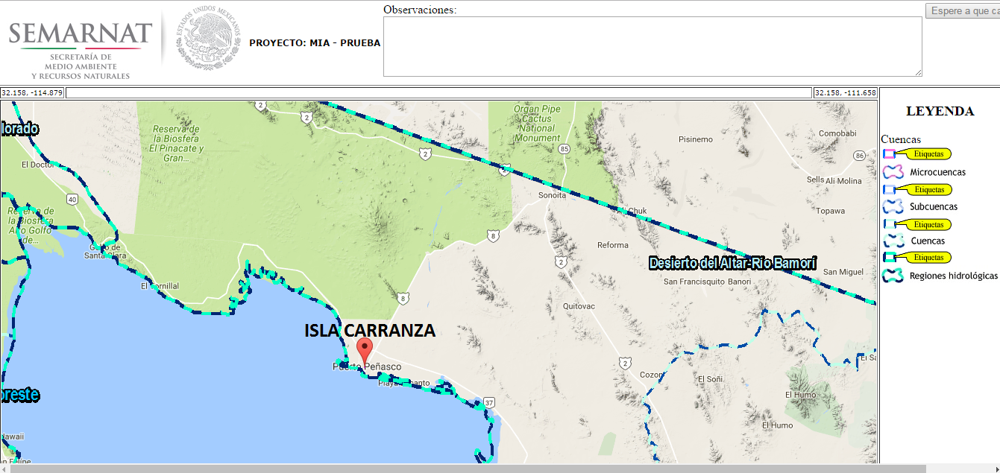 SEMARNAT
SECRETARÍA DE
MEDIO AMBIENTE
Y RECURSOS NATURALES
ESTADOS UNIDOS MEXICANOS
PROYECTO: MIA - PRUEBA
Observaciones:
Espere a que ca
32.158, -114.879
32.158, -111.658
LEYENDA
Cuencas
Etiquetas
Microcuencas
Etiquetas
Subcuencas
Etiquetas
Cuencas
Etiquetas
Regiones hidrológicas
lorado
El Doctor
40
Reserva de
la Biosfera
El Pinacate y
Gran...
2
2
2
2
Organ Pipe
Cactus
National
Monument
85
Pisinemo
Comobabi
86
Sells
Ali Molina
Topawa
Sonoita
Ali Chuk
Reserva de
la Biosfera
Alto Golfo
de...
Golfo de
Santa Clara
El Tornillal
8
8
2
Reforma
Desierto del Altar-Río Bamori
San Miguel
San Francisquito
Banori
Quitovac
ISLA CARRANZA
Puerto Peñasco
Playa Encanto
37
2
El Soñi
El Humo
El Humo
oreste